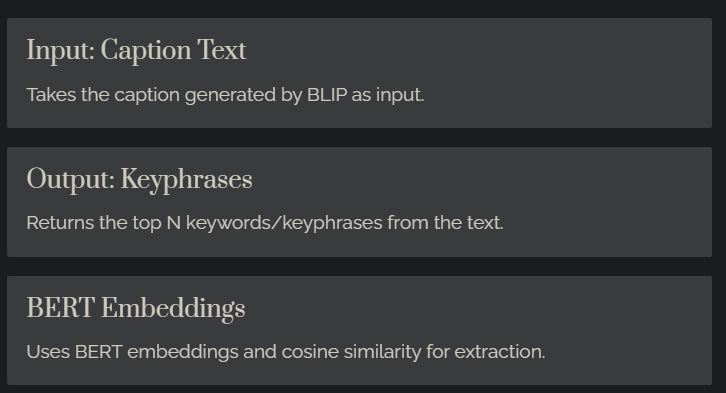 Input: Caption Text
Takes the caption generated by BLIP as input.
Output: Keyphrases
Returns the top N keywords/keyphrases from the text.
BERT Embeddings
Uses BERT embeddings and cosine similarity for extraction.